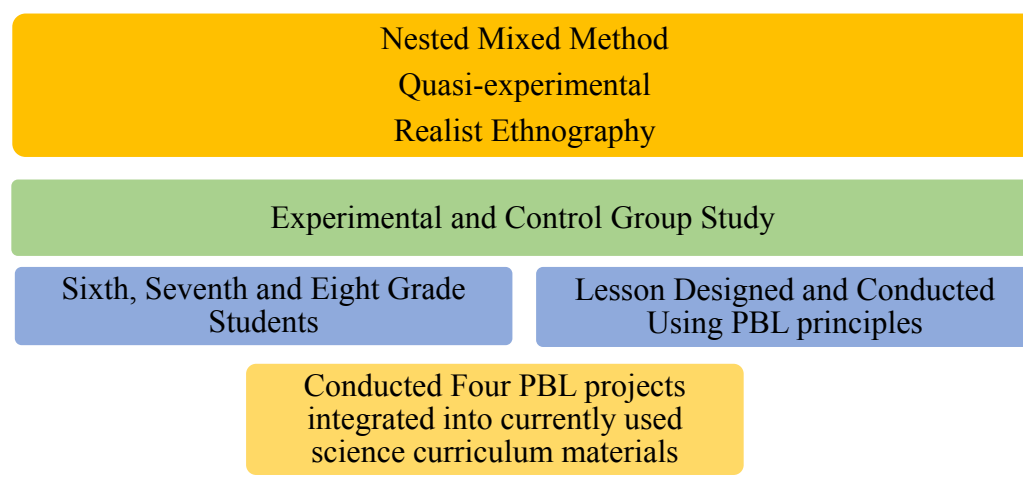 Nested Mixed Method
Quasi-experimental
Realist Ethnography
Experimental and Control Group Study
Sixth, Seventh and Eight Grade
Students
Lesson Designed and Conducted
Using PBL principles
Conducted Four PBL projects
integrated into currently used
science curriculum materials